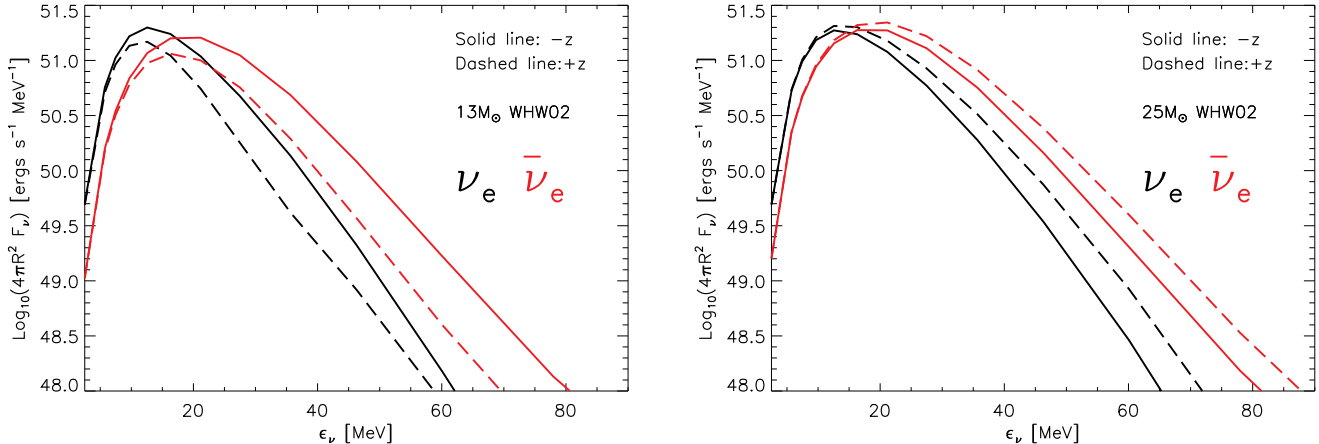 Solid line: −z
Dashed line:+z
13M⊙ WHW02
νe ν̄e
Log10(4πR2 Fν) [ergs s−1 MeV−1]
51.5
51.0
50.5
50.0
49.5
49.0
48.5
48.0
20 40 60 80
εν [MeV]
Solid line: −z
Dashed line:+z
25M⊙ WHW02
νe ν̄e
Log10(4πR2 Fν) [ergs s−1 MeV−1]
51.5
51.0
50.5
50.0
49.5
49.0
48.5
48.0
20 40 60 80
εν [MeV]